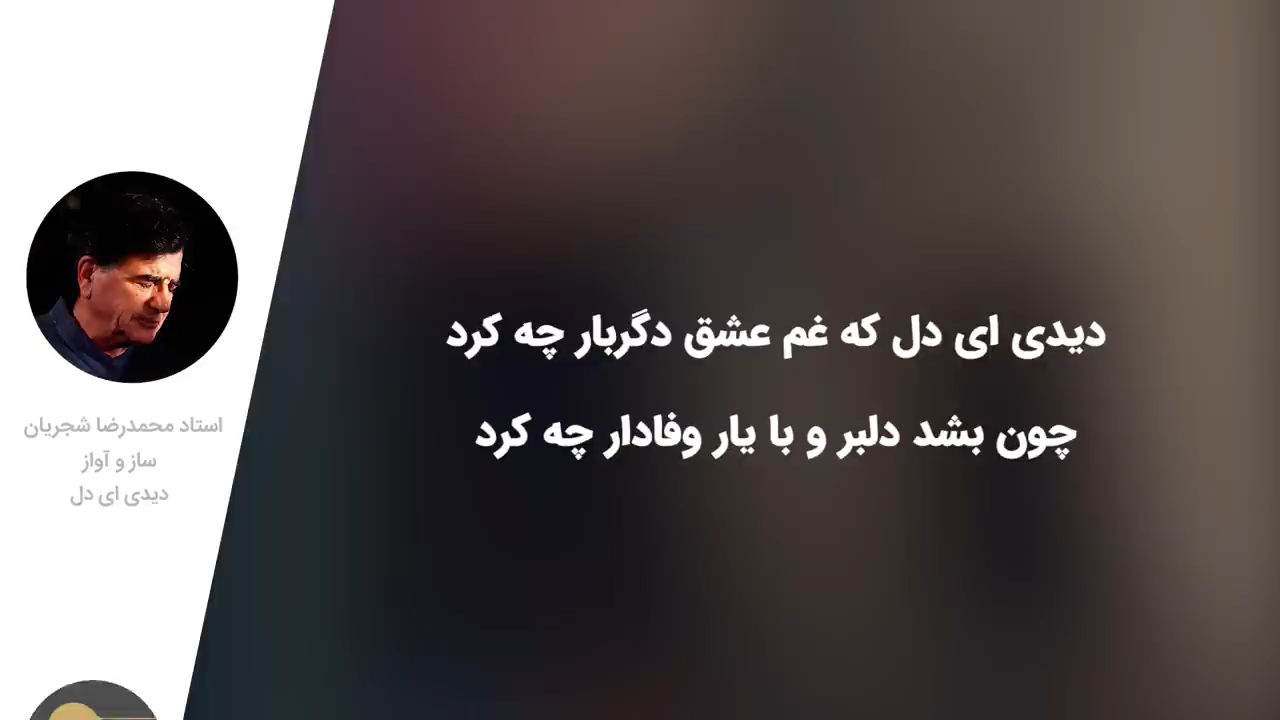 دیدی ای دل که غم عشق دگربار چه کرد
چون بشد دلبر و با یار وفادار چه کرد
استاد محمدرضا شجریان
ساز و آواز
دیدی ای دل